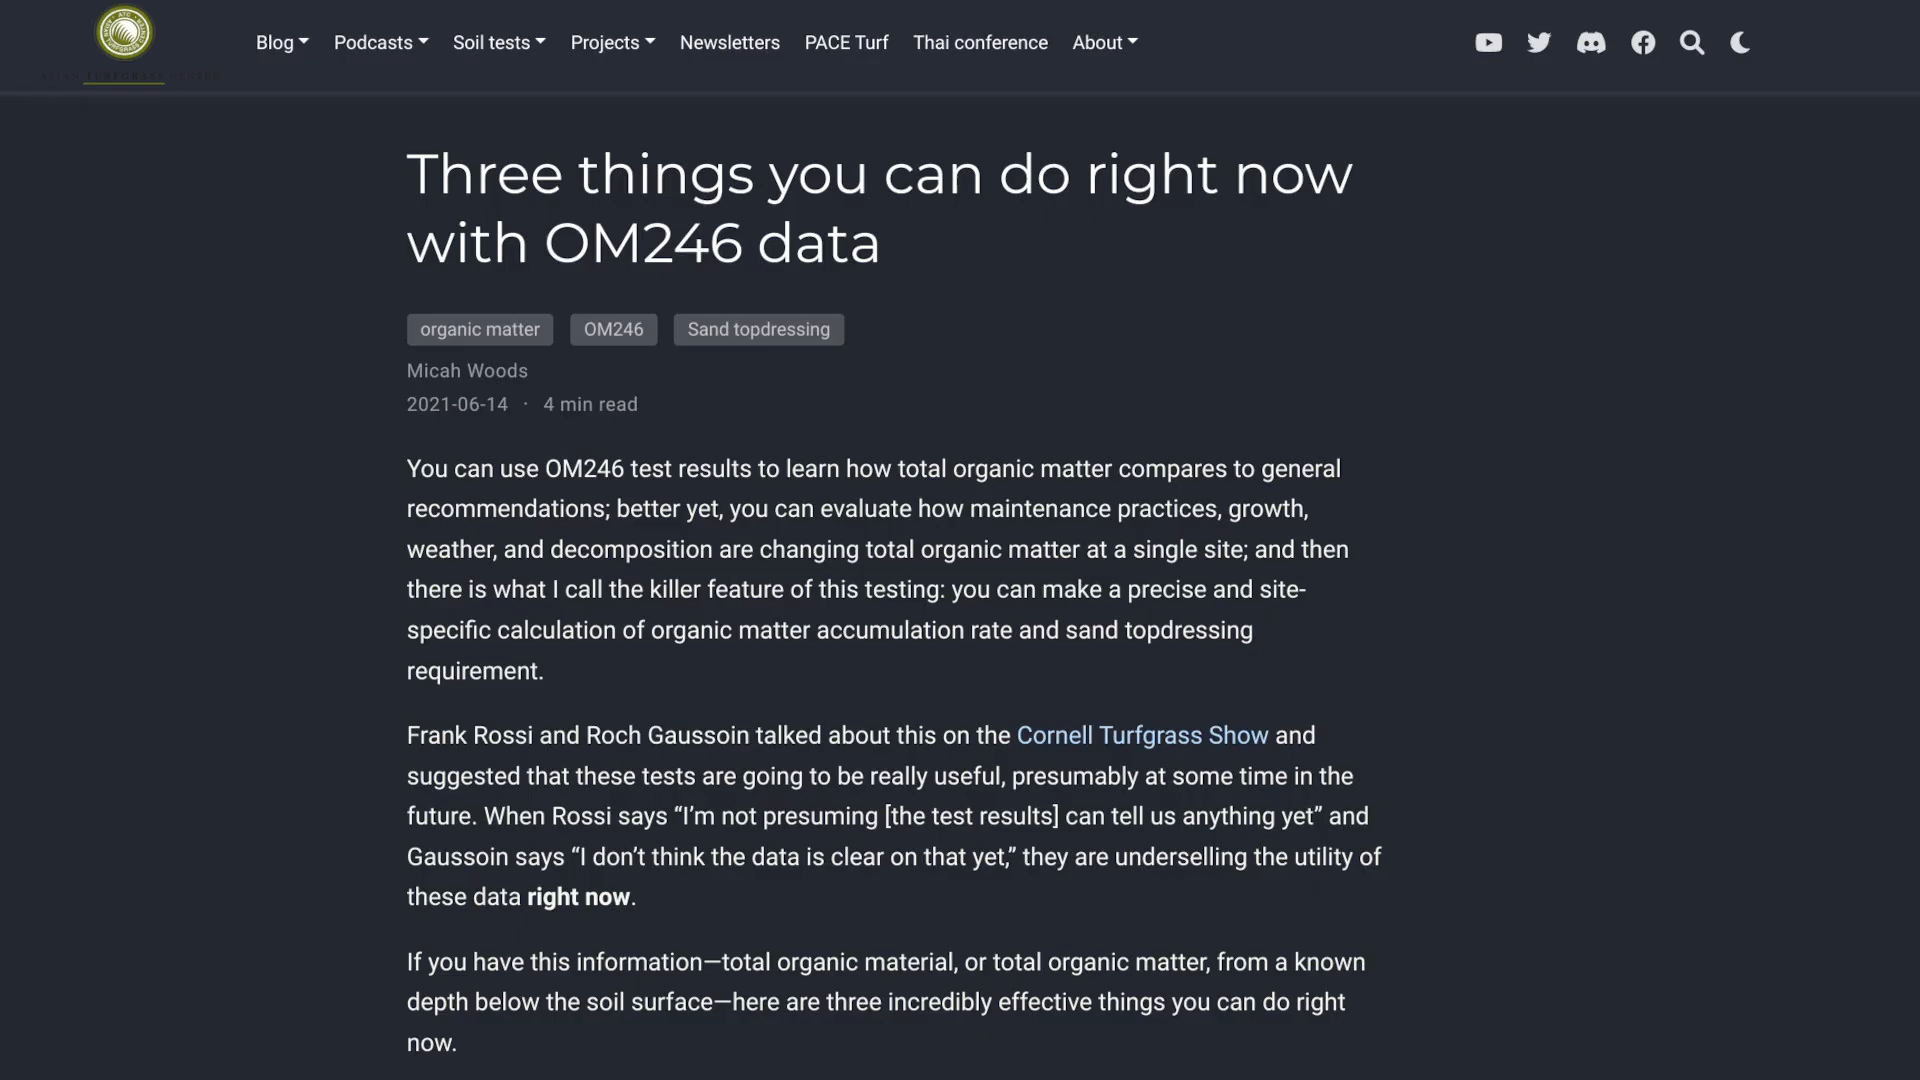 Blog Podcasts Soil tests Projects Newsletters PACE Turf Thai conference About
Three things you can do right now
with OM246 data
organic matter OM246 Sand topdressing
Micah Woods
2021-06-14 · 4 min read
You can use OM246 test results to learn how total organic matter compares to general
recommendations; better yet, you can evaluate how maintenance practices, growth,
weather, and decomposition are changing total organic matter at a single site; and then
there is what I call the killer feature of this testing: you can make a precise and site-
specific calculation of organic matter accumulation rate and sand topdressing
requirement.
Frank Rossi and Roch Gaussoin talked about this on the Cornell Turfgrass Show and
suggested that these tests are going to be really useful, presumably at some time in the
future. When Rossi says “I’m not presuming [the test results] can tell us anything yet” and
Gaussoin says “I don’t think the data is clear on that yet,” they are underselling the utility of
these data right now.
If you have this information—total organic material, or total organic matter, from a known
depth below the soil surface—here are three incredibly effective things you can do right
now.